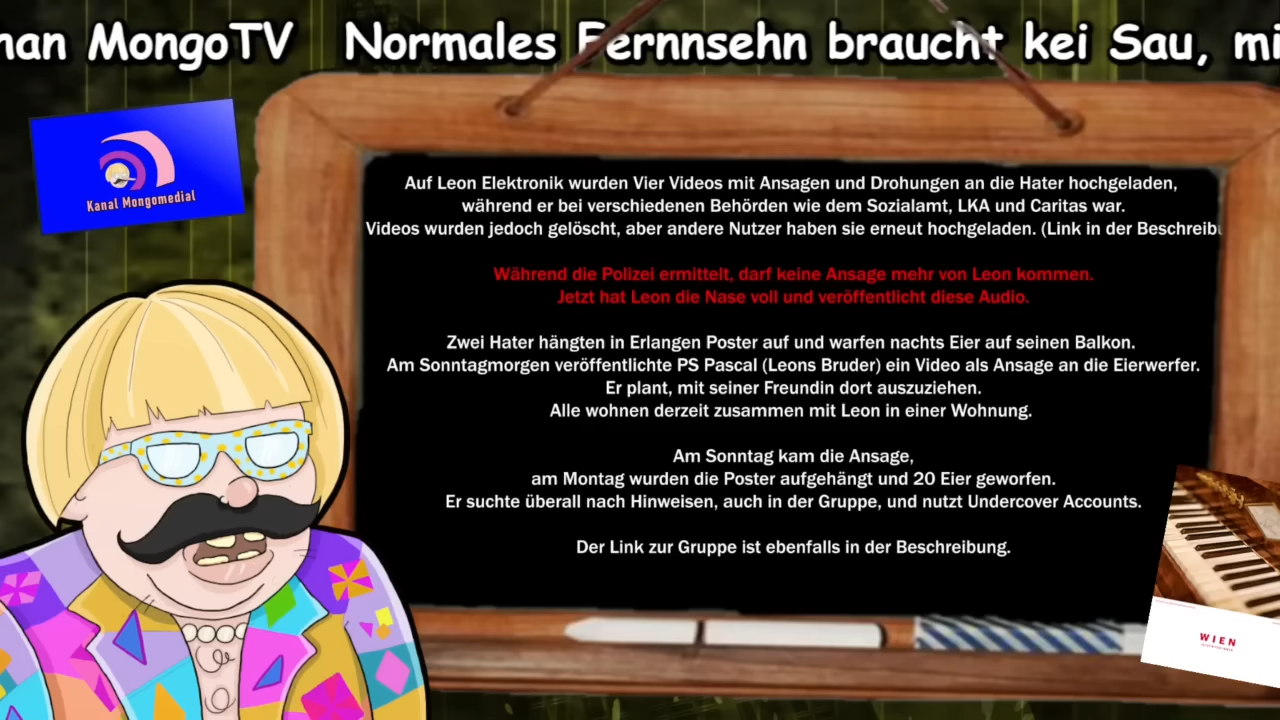 nan MongoTV Normales Fernnsehn braucht kei Sau, mi
Kanal Mongomedial
Auf Leon Elektronik wurden Vier Videos mit Ansagen und Drohungen an die Hater hochgeladen,
während er bei verschiedenen Behörden wie dem Sozialamt, LKA und Caritas war.
Videos wurden jedoch gelöscht, aber andere Nutzer haben sie erneut hochgeladen. (Link in der Beschreib
Während die Polizei ermittelt, darf keine Ansage mehr von Leon kommen.
Jetzt hat Leon die Nase voll und veröffentlicht diese Audio.
Zwei Hater hängten in Erlangen Poster auf und warfen nachts Eier auf seinen Balkon.
Am Sonntagmorgen veröffentlichte PS Pascal (Leons Bruder) ein Video als Ansage an die Eierwerfer.
Er plant, mit seiner Freundin dort auszuziehen.
Alle wohnen derzeit zusammen mit Leon in einer Wohnung.
Am Sonntag kam die Ansage,
am Montag wurden die Poster aufgehängt und 20 Eier geworfen.
Er suchte überall nach Hinweisen, auch in der Gruppe, und nutzt Undercover Accounts.
Der Link zur Gruppe ist ebenfalls in der Beschreibung.
WIEN